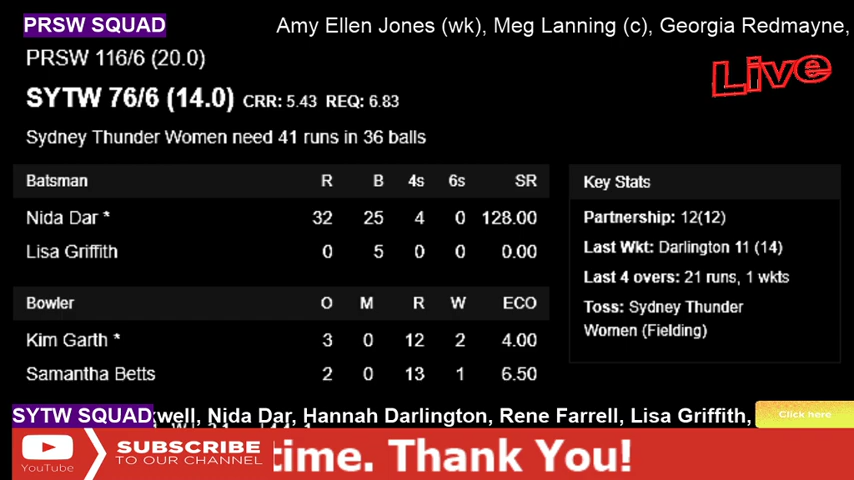 PRSW SQUAD Amy Ellen Jones (wk), Meg Lanning (c), Georgia Redmayne,
PRSW 116/6 (20.0)
Live
SYTW 76/6 (14.0) CRR: 5.43 REQ: 6.83
Sydney Thunder Women need 41 runs in 36 balls
Batsman R B 4s 6s SR
Nida Dar * 32 25 4 0 128.00
Lisa Griffith 0 5 0 0 0.00
Bowler O M R W ECO
Kim Garth * 3 0 12 2 4.00
Samantha Betts 2 0 13 1 6.50
Key Stats
Partnership: 12(12)
Last Wkt: Darlington 11 (14)
Last 4 overs: 21 runs, 1 wkts
Toss: Sydney Thunder
Women (Fielding)
SYTW SQUAD well, Nida Dar, Hannah Darlington, Rene Farrell, Lisa Griffith,
Click here
YouTube
SUBSCRIBE
TO OUR CHANNEL
time. Thank You!